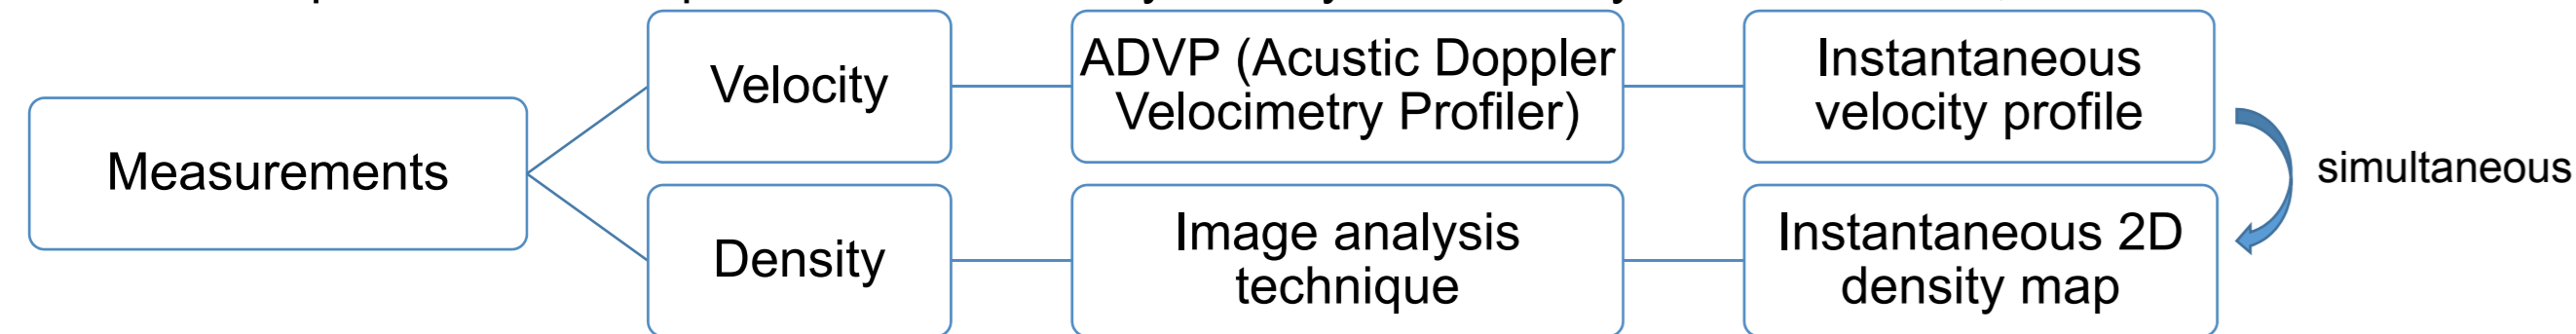 Measurements
Velocity
ADVP (Acustic Doppler
Velocimetry Profiler)
Instantaneous
velocity profile
simultaneous
Density
Image analysis
technique
Instantaneous 2D
density map